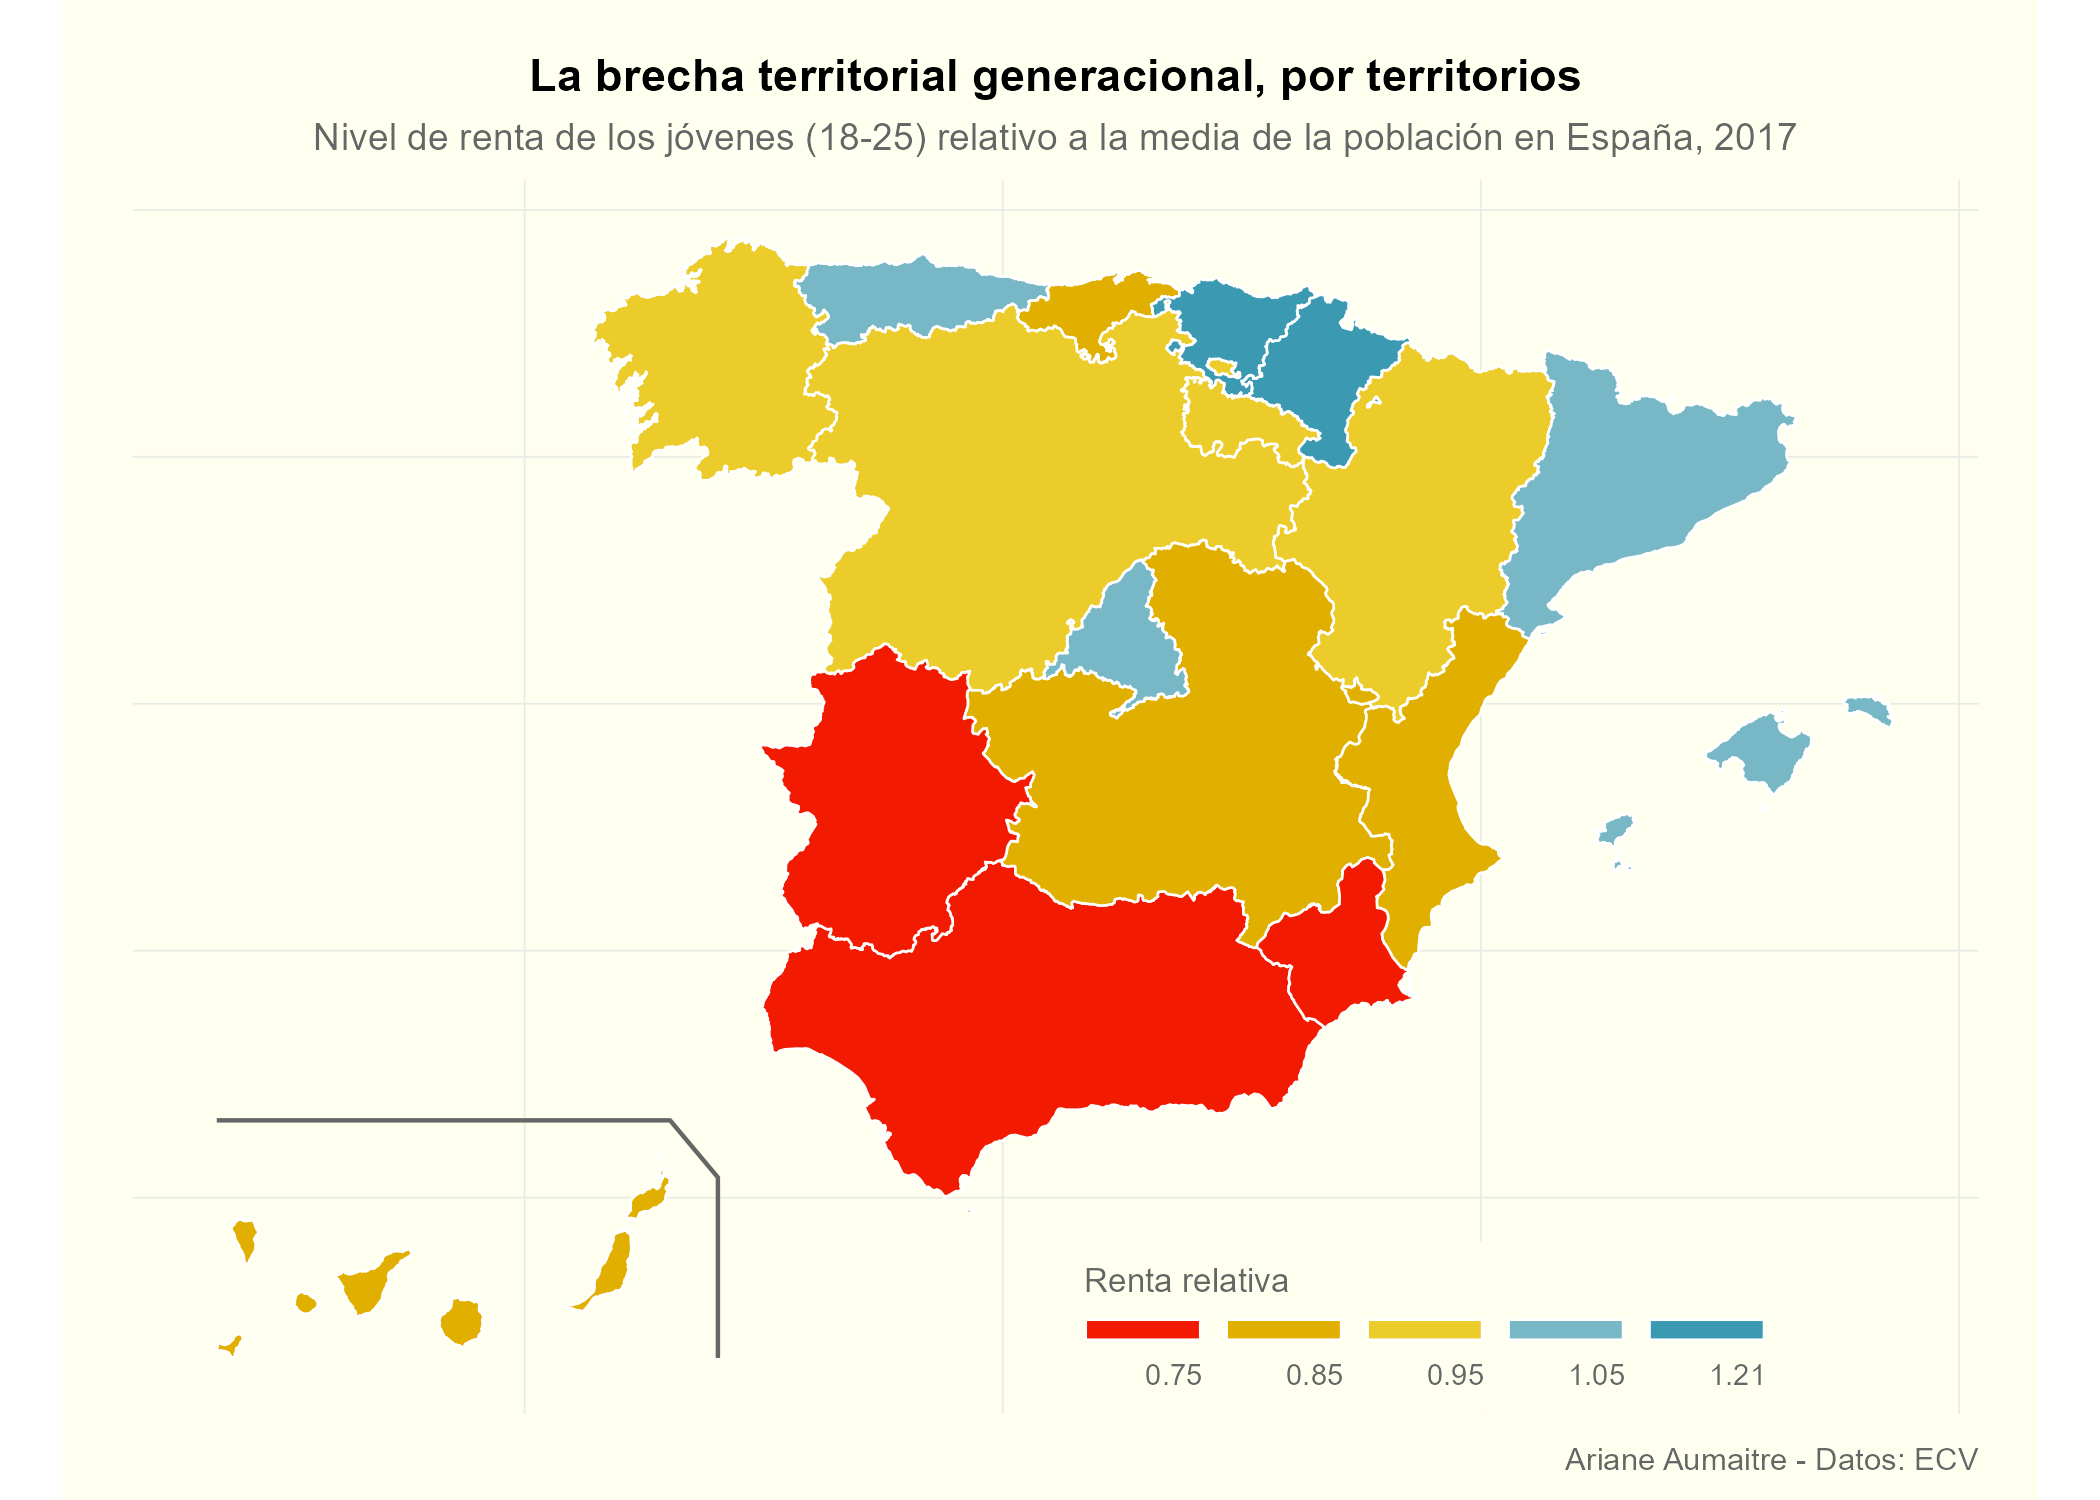 La brecha territorial generacional, por territorios
Nivel de renta de los jóvenes (18-25) relativo a la media de la población en España, 2017
Renta relativa
0.75 0.85 0.95 1.05 1.21
Ariane Aumaitre - Datos: ECV